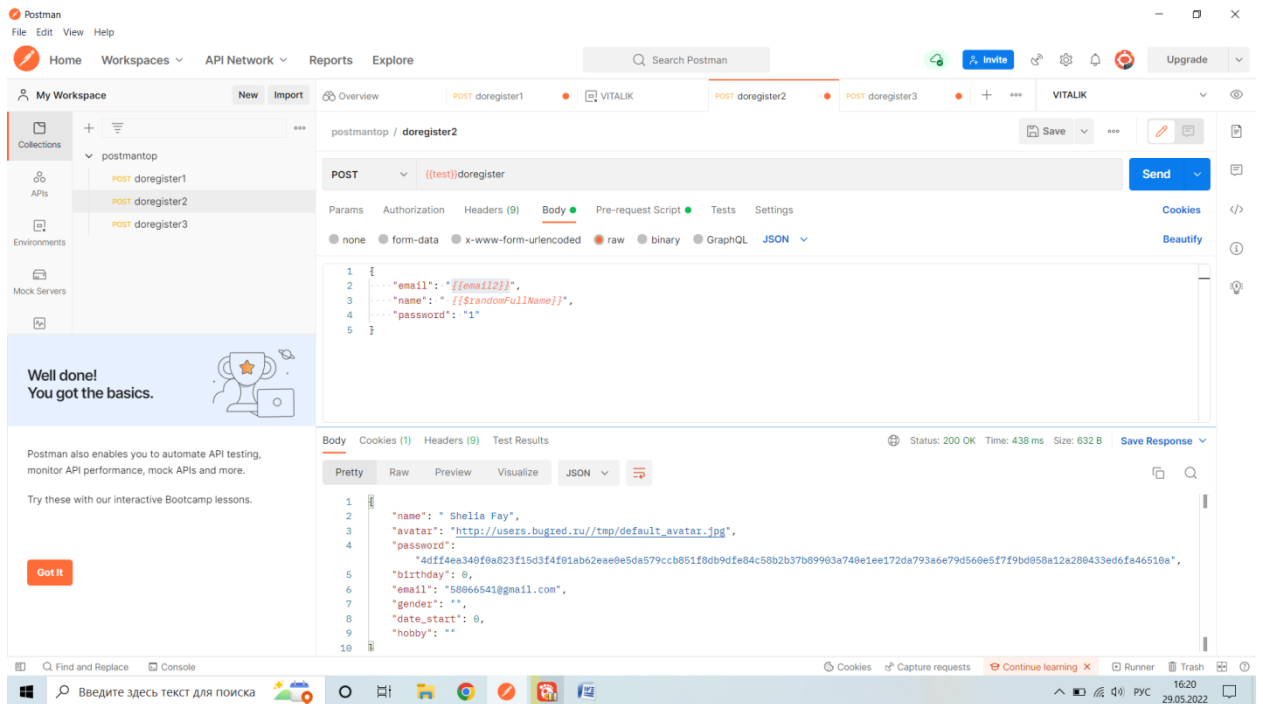 Postman
File Edit View Help
Home Workspaces API Network Reports Explore Search Postman Invite Upgrade
My Workspace New Import Overview POST doregister1 VITALIK POST doregister2 POST doregister3 VITALIK
Collections
APIs
Environments
Mock Servers
postmantop
POST doregister1
POST doregister2
POST doregister3
postmantop / doregister2 Save
POST {{test}}doregister Send
Params Authorization Headers (9) Body Pre-request Script Tests Settings Cookies
none form-data x-www-form-urlencoded raw binary GraphQL JSON Beautify
1 {
2 "email": "{{email2}}",
3 "name": " {{$randomFullName}}",
4 "password": "1"
5 }
Well done!
You got the basics.
Postman also enables you to automate API testing,
monitor API performance, mock APIs and more.
Try these with our interactive Bootcamp lessons.
Got It
Body Cookies (1) Headers (9) Test Results Status: 200 OK Time: 438 ms Size: 632 B Save Response
Pretty Raw Preview Visualize JSON
1 {
2 "name": " Shelia Fay",
3 "avatar": "http://users.bugred.ru//tmp/default_avatar.jpg",
4 "password":
"4dff4ea340f0a823f15d3f4f01ab62eae0e5da579ccb851f8db9dfe84c58b2b37b89903a740e1ee172da793a6e79d560e5f7f9bd058a12a280433ed6fa46510a",
5 "birthday": 0,
6 "email": "58066541@gmail.com",
7 "gender": "",
8 "date_start": 0,
9 "hobby": ""
10 }
Find and Replace Console Cookies Capture requests Continue learning Runner Trash
Введите здесь текст для поиска РУС 16:20
29.05.2022